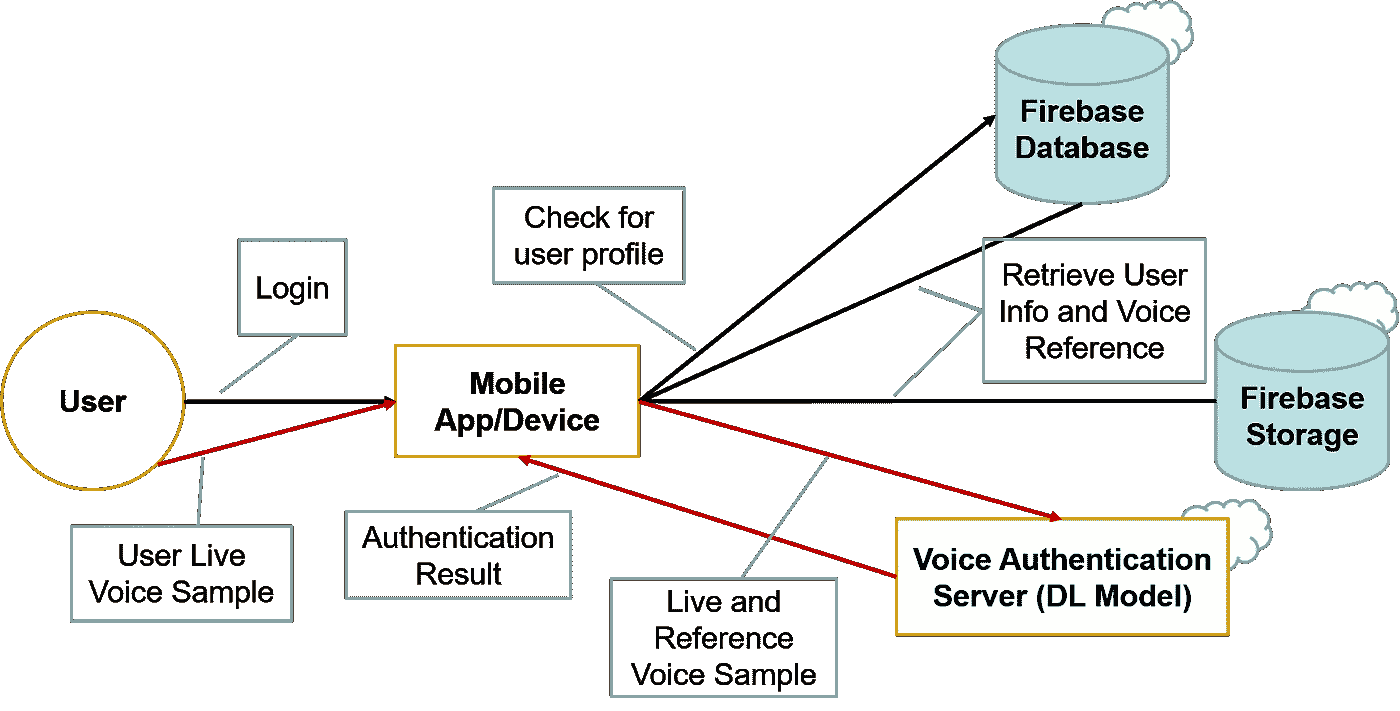 Firebase
Database
Check for
user profile
Login
Retrieve User
Info and Voice
Reference
User
Mobile
App/Device
Firebase
Storage
User Live
Voice Sample
Authentication
Result
Live and
Reference
Voice Sample
Voice Authentication
Server (DL Model)